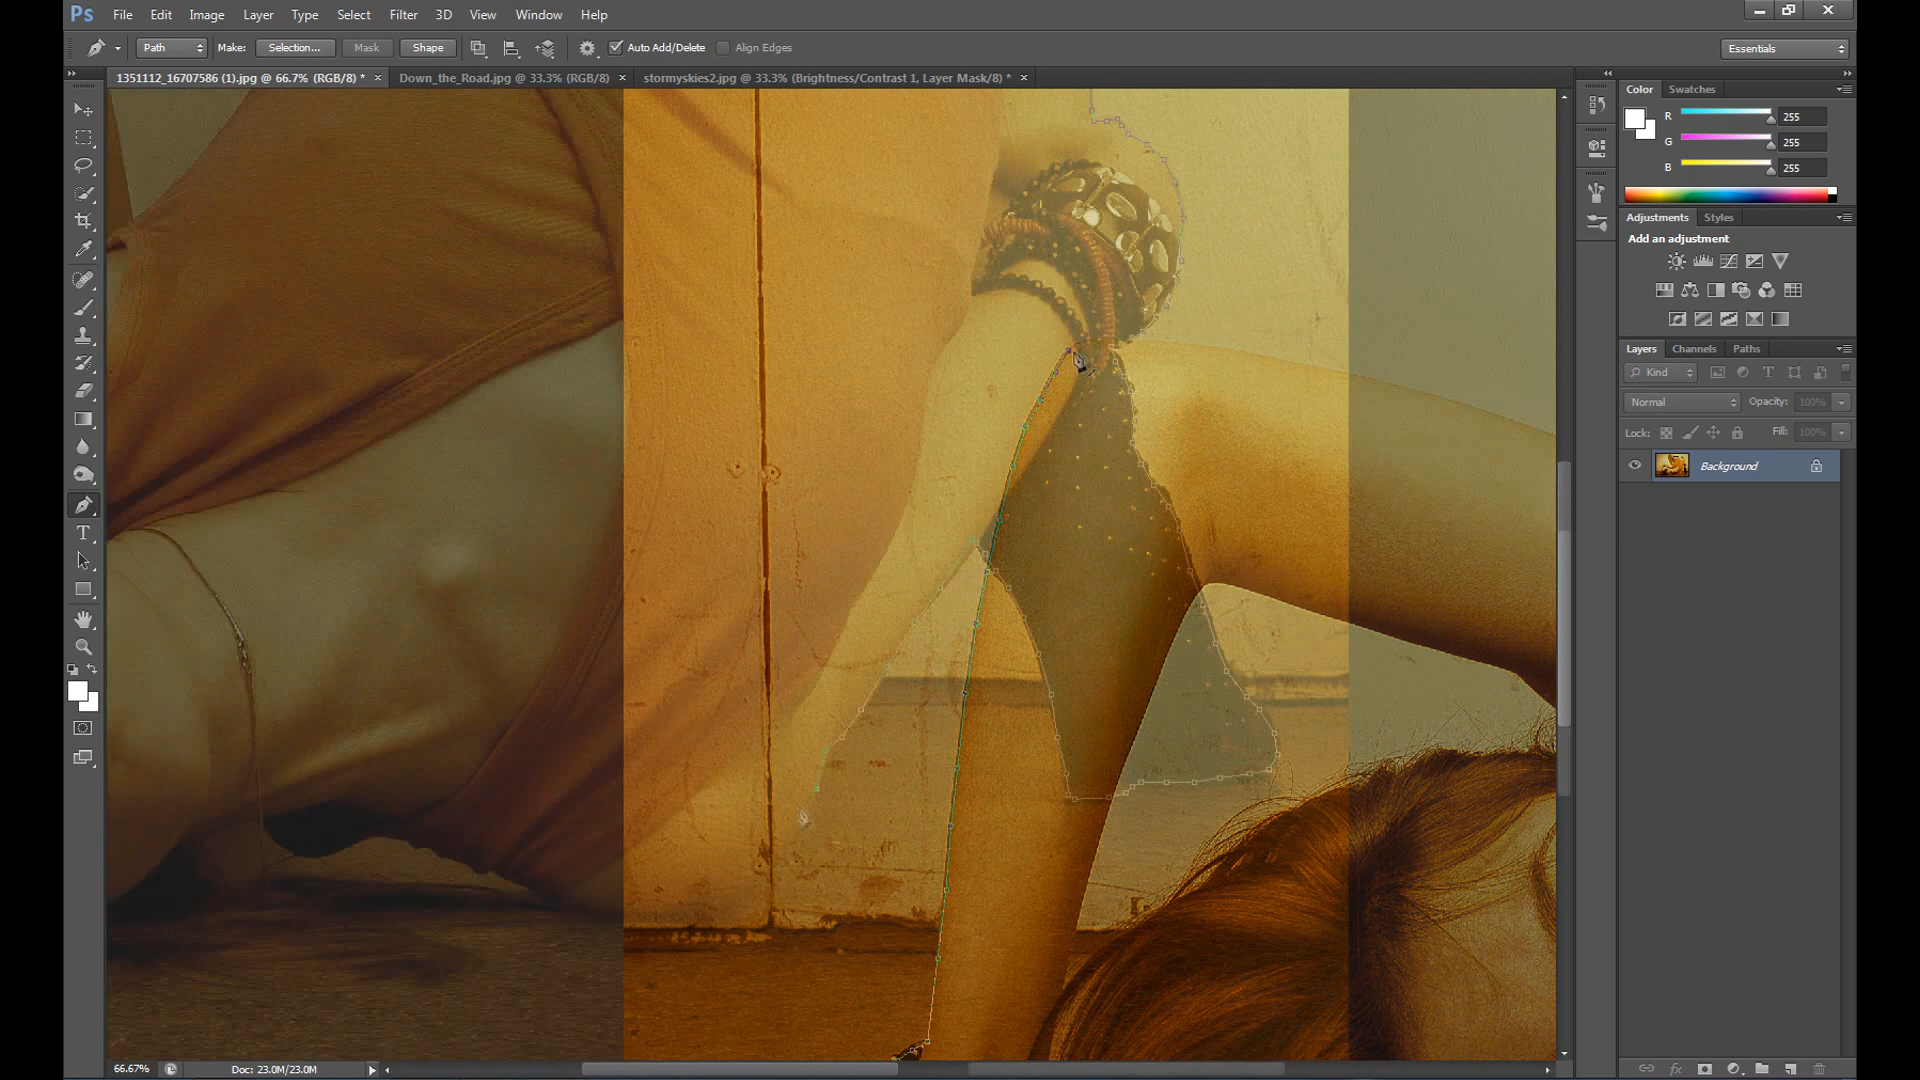 Ps File Edit Image Layer Type Select Filter 3D View Window Help
Path Make: Selection... Mask Shape Auto Add/Delete Align Edges Essentials
1351112_16707586 (1).jpg @ 66.7% (RGB/8) * × Down_the_Road.jpg @ 33.3% (RGB/8) × stormyskies2.jpg @ 33.3% (Brightness/Contrast 1, Layer Mask/8) * ×
Color Swatches
R 255
G 255
B 255
Adjustments Styles
Add an adjustment
Layers Channels Paths
Kind
Normal Opacity: 100%
Lock: Fill: 100%
Background
66.67% Doc: 23.0M/23.0M